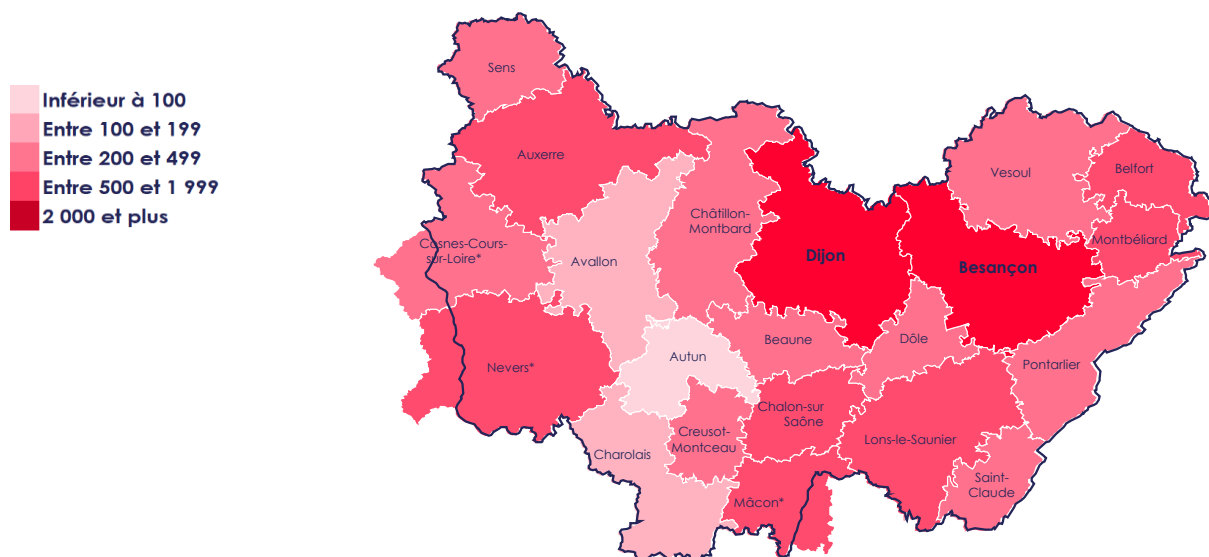 Inférieur à 100
Entre 100 et 199
Entre 200 et 499
Entre 500 et 1 999
2 000 et plus
Sens
Auxerre
Vesoul
Belfort
Châtillon-
Montbard
Cosnes-Cours-
sur-Loire*
Avallon
Dijon
Besançon
Montbéliard
Nevers*
Autun
Beaune
Dôle
Pontarlier
Chalon-sur
Saône
Charolais
Creusot-
Montceau
Lons-le-Saunier
Mâcon*
Saint-
Claude